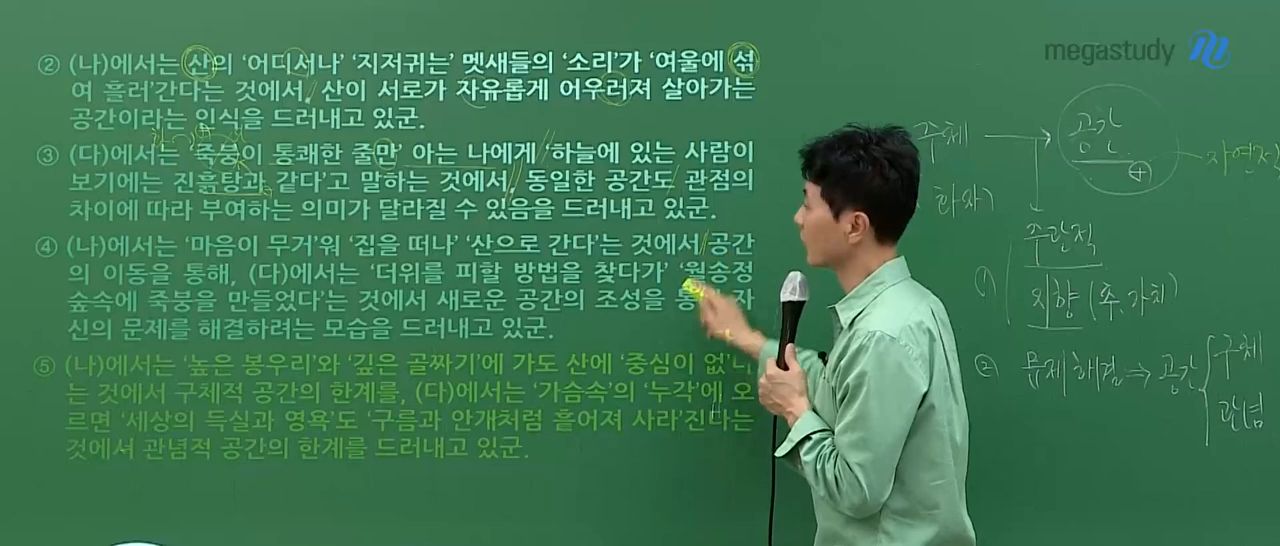 megastudy
② (나)에서는 산의 ‘어디서나’ ‘지저귀는’ 멧새들의 ‘소리’가 ‘여울에 섞
여 흘러’간다는 것에서, 산이 서로가 자유롭게 어우러져 살아가는
공간이라는 인식을 드러내고 있군.
③ (다)에서는 ‘죽붕이 통쾌한 줄만’ 아는 나에게 ‘하늘에 있는 사람이
보기에는 진흙탕과 같다’고 말하는 것에서, 동일한 공간도 관점의
차이에 따라 부여하는 의미가 달라질 수 있음을 드러내고 있군.
④ (나)에서는 ‘마음이 무거’워 ‘집을 떠나’ ‘산으로 간다’는 것에서 공간
의 이동을 통해, (다)에서는 ‘더위를 피할 방법을 찾다가’ ‘원송정
숲속에 죽붕을 만들었다’는 것에서 새로운 공간의 조성을 자
신의 문제를 해결하려는 모습을 드러내고 있군.
⑤ (나)에서는 ‘높은 봉우리’와 ‘깊은 골짜기’에 가도 산에 ‘중심이 없’다
는 것에서 구체적 공간의 한계를, (다)에서는 ‘가슴속’의 ‘누각’에 오
르면 ‘세상의 득실과 영욕’도 ‘구름과 안개처럼 흩어져 사라’진다는
것에서 관념적 공간의 한계를 드러내고 있군.
주체 → 공간
⊕
화자
주관적
① 지향 (추. 가치)
② 문제 해결 ⇒ 공간 구체
관념